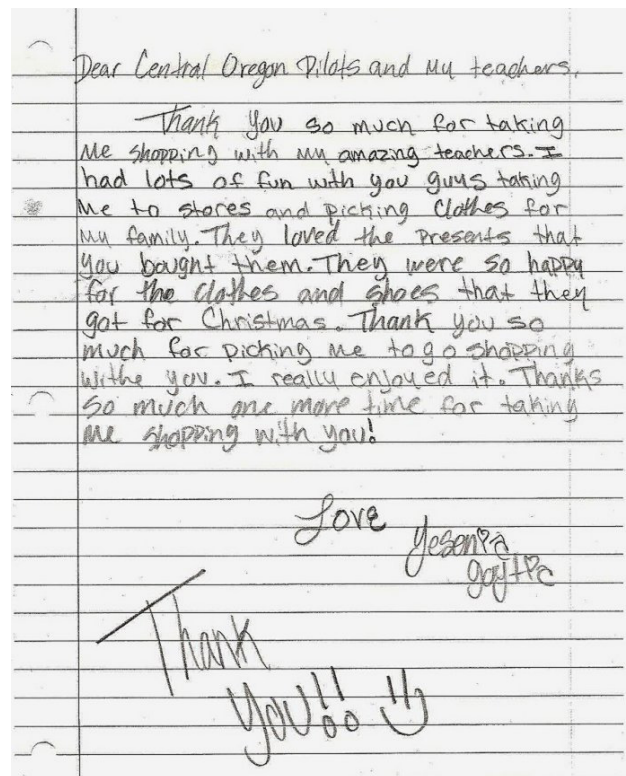 Dear Central Oregon Pilots and my teachers,
Thank you so much for taking
me shopping with my amazing teachers. I
had lots of fun with you guys taking
me to stores and picking clothes for
my family. They loved the presents that
you bought them. They were so happy
for the clothes and shoes that they
got for Christmas. Thank you so
much for picking me to go shopping
withe you. I really enjoyed it. Thanks
so much one more time for taking
me shopping with you!
Love
Yesenia
Thank
you!! :)